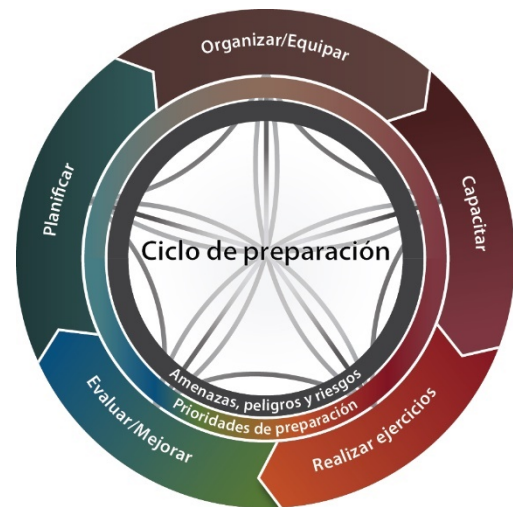 Organizar/Equipar
Capacitar
Realizar ejercicios
Evaluar/Mejorar
Planificar
Ciclo de preparación
Amenazas, peligros y riesgos
Prioridades de preparación